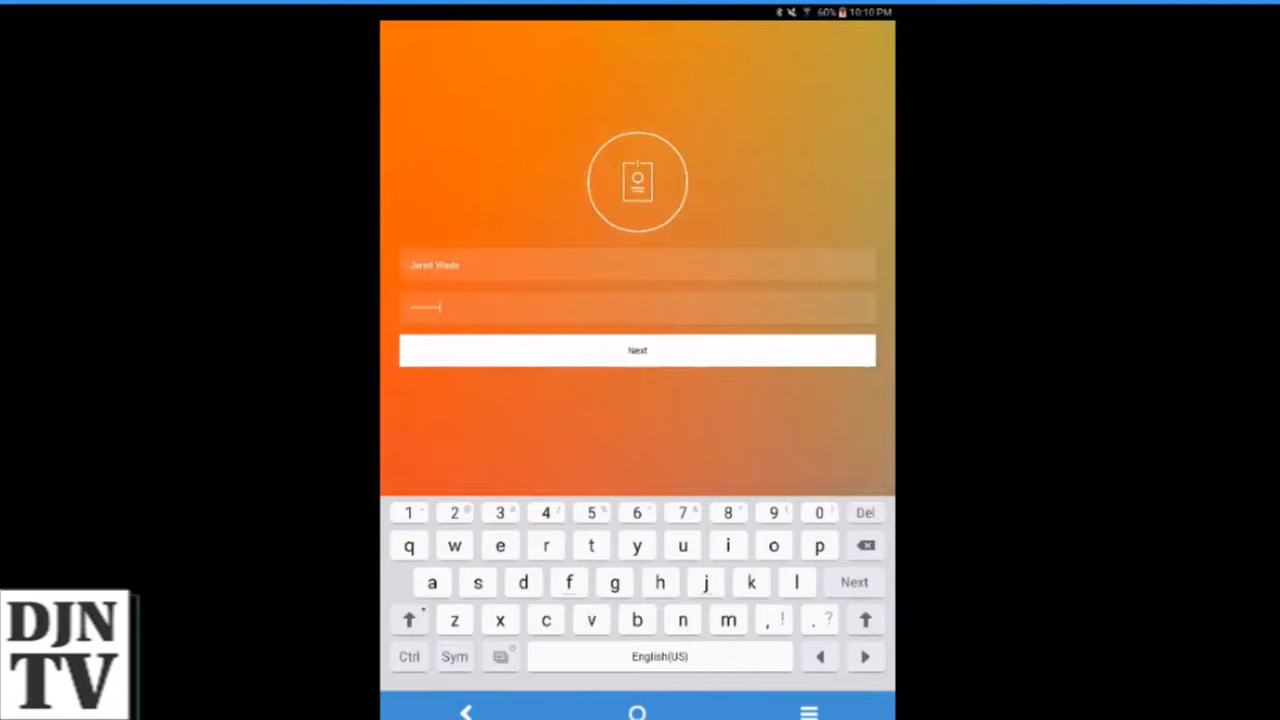 60% 10:10 PM
Jared Wade
Next
1 2 @ 3 # 4 / 5 % 6 ^ 7 & 8 * 9 ( 0 ) Del
q w e r t y u i o p
a s d f g h j k l Next
z x c v b n m , ! . ?
Ctrl Sym English(US)
DJN
TV